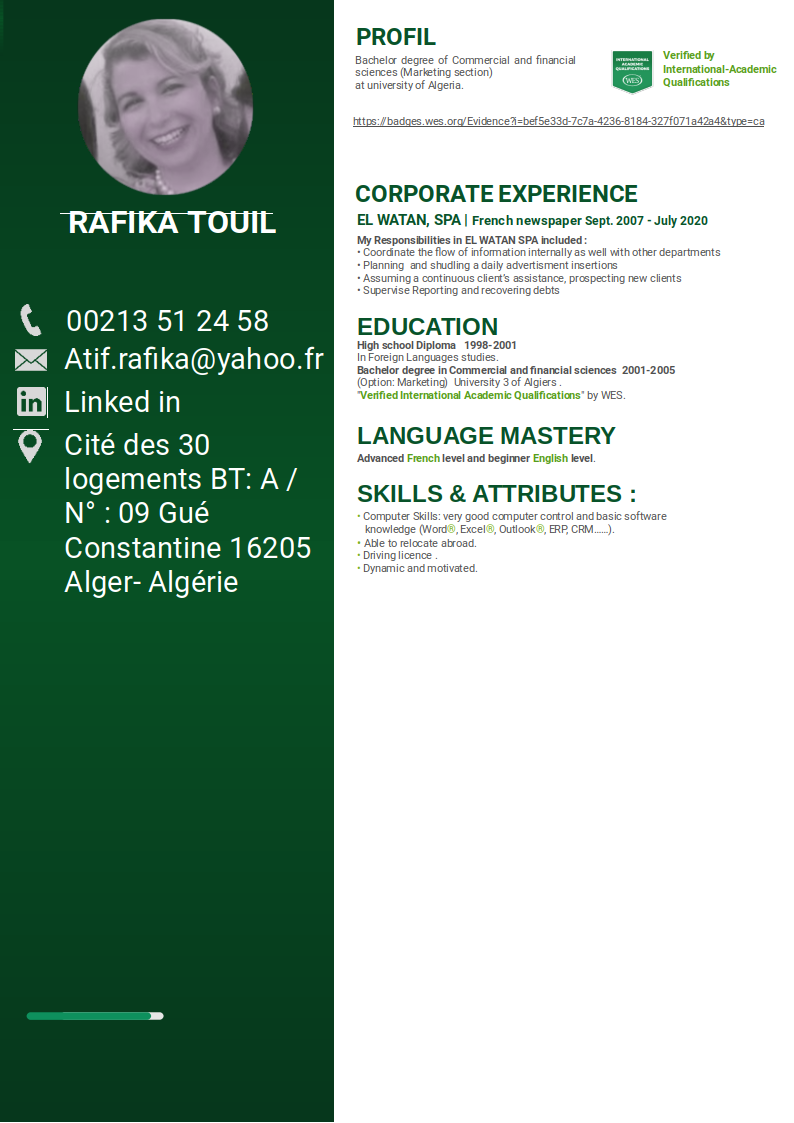 RAFIKA TOUIL
00213 51 24 58
Atif.rafika@yahoo.fr
Linked in
Cité des 30
logements BT: A /
N° : 09 Gué
Constantine 16205
Alger- Algérie
PROFIL
Bachelor degree of Commercial and financial
sciences (Marketing section)
at university of Algeria.
INTERNATIONAL
ACADEMIC
QUALIFICATIONS
WES
Verified by
International-Academic
Qualifications
https://badges.wes.org/Evidence?i=bef5e33d-7c7a-4236-8184-327f071a42a4&type=ca
CORPORATE EXPERIENCE
EL WATAN, SPA | French newspaper Sept. 2007 - July 2020
My Responsibilities in EL WATAN SPA included :
• Coordinate the flow of information internally as well with other departments
• Planning and shudling a daily advertisment insertions
• Assuming a continuous client's assistance, prospecting new clients
• Supervise Reporting and recovering debts
EDUCATION
High school Diploma 1998-2001
In Foreign Languages studies.
Bachelor degree in Commercial and financial sciences 2001-2005
(Option: Marketing) University 3 of Algiers .
"Verified International Academic Qualifications" by WES.
LANGUAGE MASTERY
Advanced French level and beginner English level.
SKILLS & ATTRIBUTES :
• Computer Skills: very good computer control and basic software
knowledge (Word®, Excel®, Outlook®, ERP, CRM......).
• Able to relocate abroad.
• Driving licence .
• Dynamic and motivated.